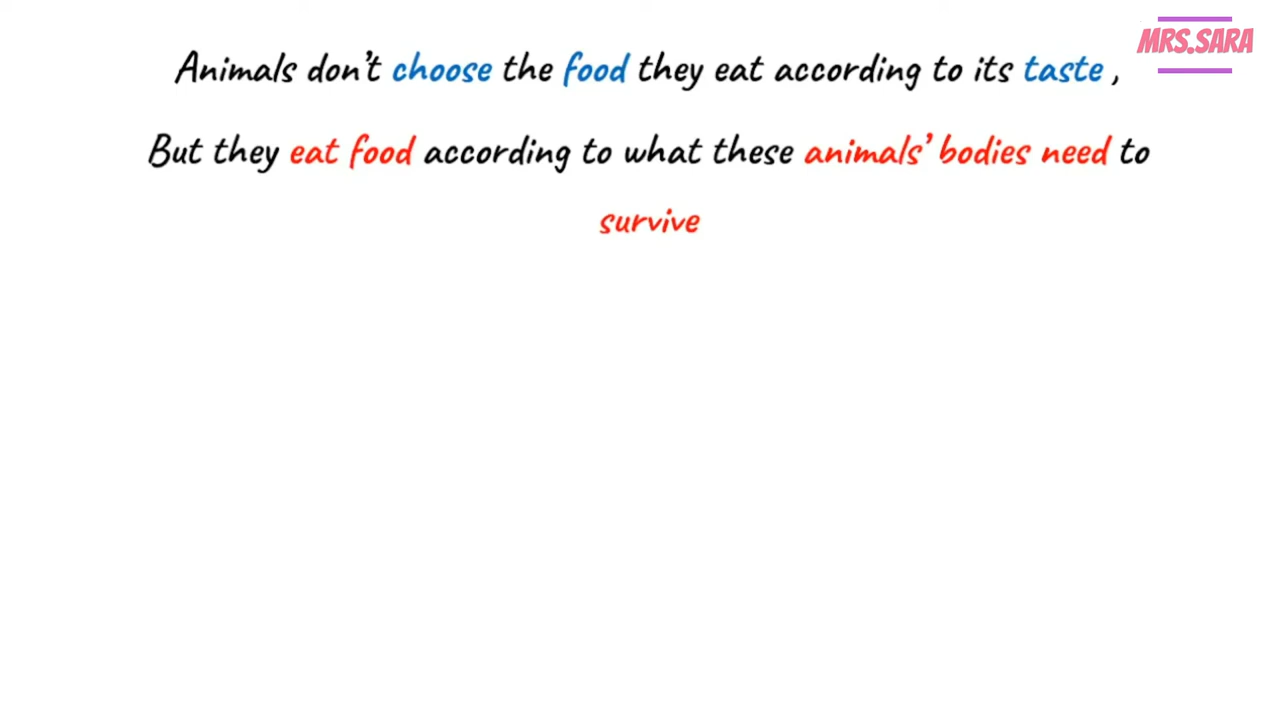 MRS.SARA
Animals don't choose the food they eat according to its taste ,
But they eat food according to what these animals' bodies need to
survive